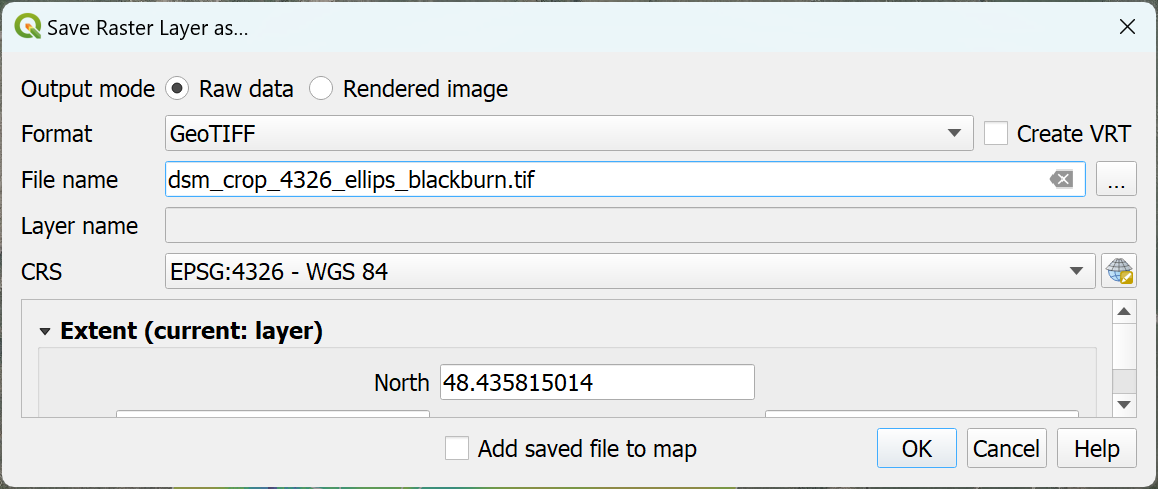 Save Raster Layer as...
Output mode Raw data Rendered image
Format GeoTIFF Create VRT
File name dsm_crop_4326_ellips_blackburn.tif ...
Layer name
CRS EPSG:4326 - WGS 84
Extent (current: layer)
North 48.435815014
Add saved file to map OK Cancel Help